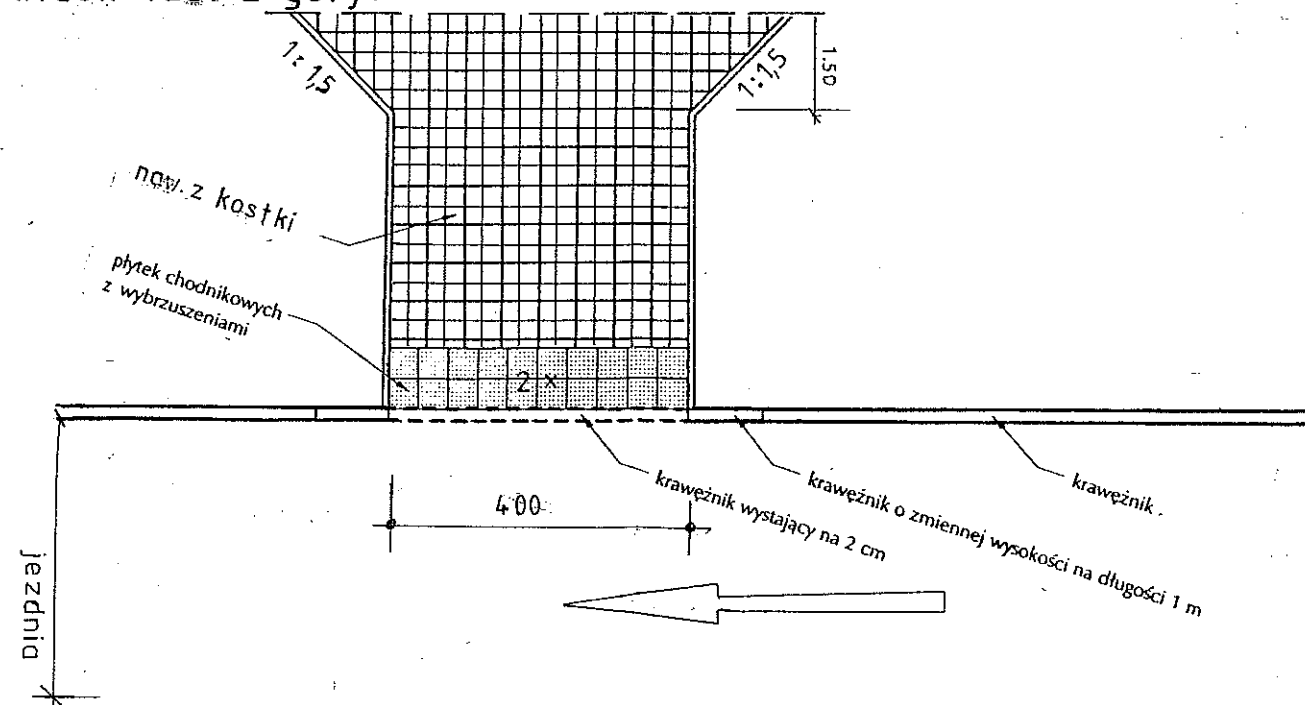 1:1,5
1:1,5
1.50
naw. z kostki
płytek chodnikowych
z wybrzuszeniami
2 x
krawężnik wystający na 2 cm
krawężnik o zmiennej wysokości na długości 1 m
krawężnik
400
jezdnia